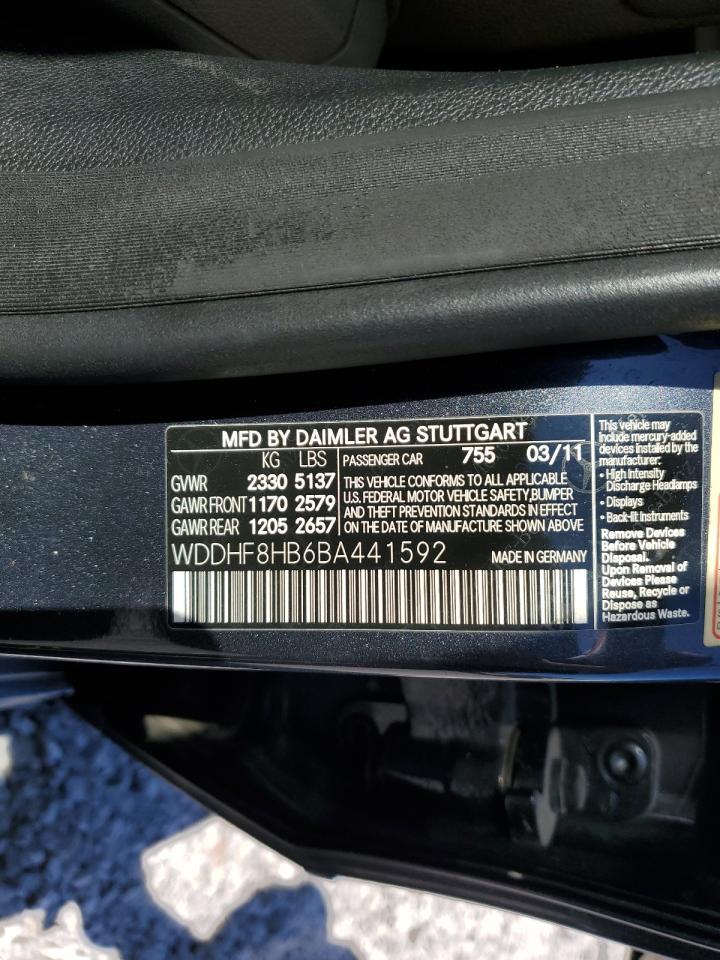 MFD BY DAIMLER AG STUTTGART
KG LBS
GVWR 2330 5137
GAWR FRONT 1170 2579
GAWR REAR 1205 2657
PASSENGER CAR 755 03/11
THIS VEHICLE CONFORMS TO ALL APPLICABLE
U.S. FEDERAL MOTOR VEHICLE SAFETY, BUMPER
AND THEFT PREVENTION STANDARDS IN EFFECT
ON THE DATE OF MANUFACTURE SHOWN ABOVE
WDDHF8HB6BA441592
MADE IN GERMANY
This vehicle may
include mercury-added
devices installed by the
manufacturer:
• High Intensity
Discharge Headlamps
• Displays
• Back-lit Instruments
Remove Devices
Before Vehicle
Disposal.
Upon Removal of
Devices Please
Reuse, Recycle or
Dispose as
Hazardous Waste.